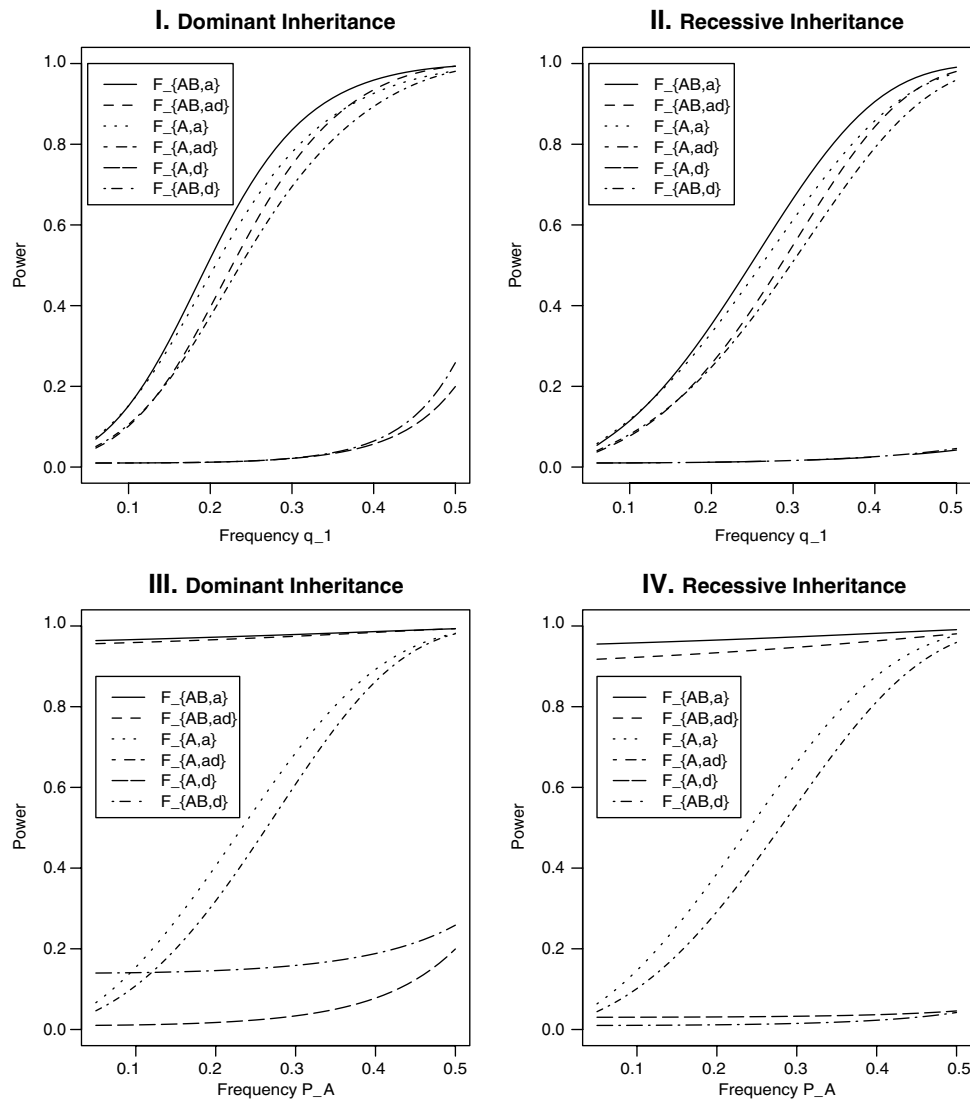 I. Dominant Inheritance
1.0
0.8
0.6
0.4
0.2
0.0
Power
F_{AB,a}
F_{AB,ad}
F_{A,a}
F_{A,ad}
F_{A,d}
F_{AB,d}
0.1 0.2 0.3 0.4 0.5
Frequency q_1
II. Recessive Inheritance
1.0
0.8
0.6
0.4
0.2
0.0
Power
F_{AB,a}
F_{AB,ad}
F_{A,a}
F_{A,ad}
F_{A,d}
F_{AB,d}
0.1 0.2 0.3 0.4 0.5
Frequency q_1
III. Dominant Inheritance
1.0
0.8
0.6
0.4
0.2
0.0
Power
F_{AB,a}
F_{AB,ad}
F_{A,a}
F_{A,ad}
F_{A,d}
F_{AB,d}
0.1 0.2 0.3 0.4 0.5
Frequency P_A
IV. Recessive Inheritance
1.0
0.8
0.6
0.4
0.2
0.0
Power
F_{AB,a}
F_{AB,ad}
F_{A,a}
F_{A,ad}
F_{A,d}
F_{AB,d}
0.1 0.2 0.3 0.4 0.5
Frequency P_A